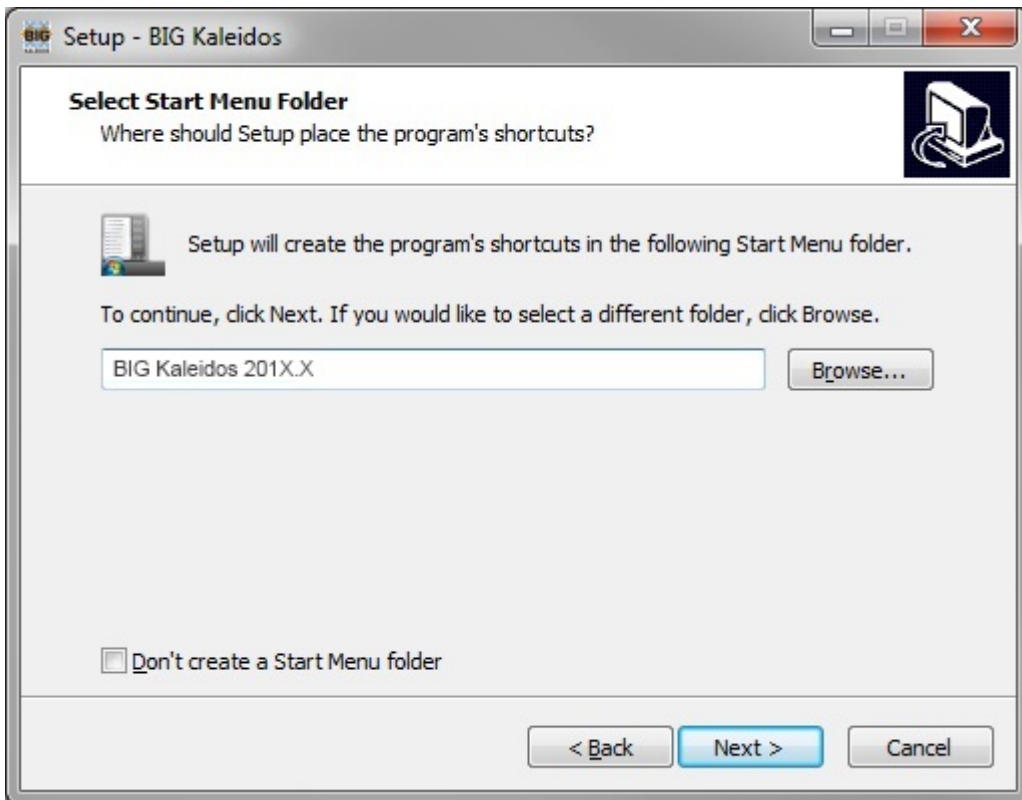 BIG Setup - BIG Kaleidos
Select Start Menu Folder
Where should Setup place the program's shortcuts?
Setup will create the program's shortcuts in the following Start Menu folder.
To continue, click Next. If you would like to select a different folder, click Browse.
BIG Kaleidos 201X.X Browse...
Don't create a Start Menu folder
< Back Next > Cancel